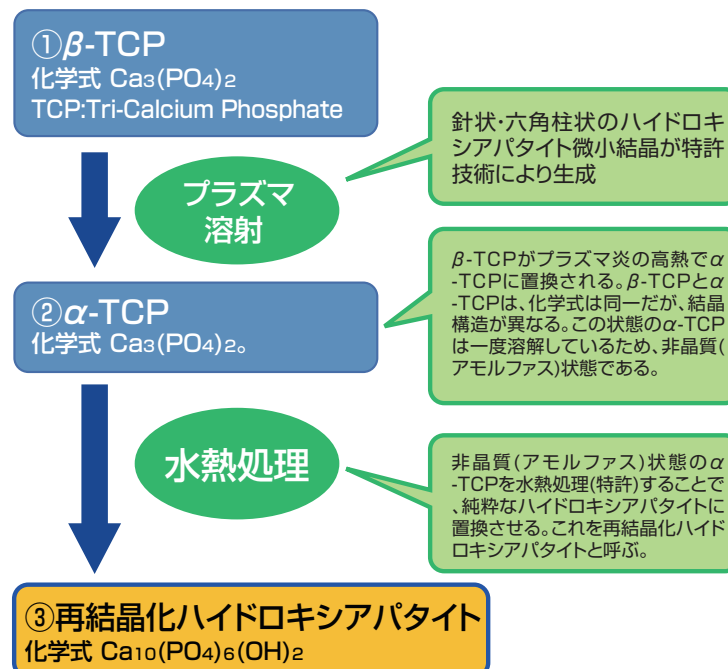 ①β-TCP
化学式 Ca3(PO4)2
TCP:Tri-Calcium Phosphate
プラズマ
溶射
針状･六角柱状のハイドロキ
シアパタイト微小結晶が特許
技術により生成
②α-TCP
化学式 Ca3(PO4)2。
β-TCPがプラズマ炎の高熱でα
-TCPに置換される。β-TCPとα
-TCPは、化学式は同一だが、結晶
構造が異なる。この状態のα-TCP
は一度溶解しているため、非晶質(
アモルファス)状態である。
水熱処理
非晶質(アモルファス)状態のα
-TCPを水熱処理(特許)することで
、純粋なハイドロキシアパタイトに
置換させる。これを再結晶化ハイド
ロキシアパタイトと呼ぶ。
③再結晶化ハイドロキシアパタイト
化学式 Ca10(PO4)6(OH)2